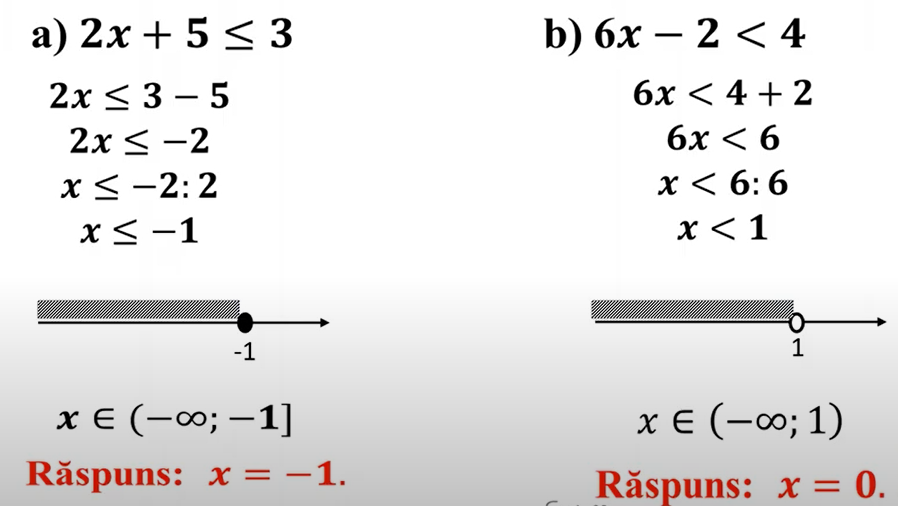 a) 2x + 5 ≤ 3
2x ≤ 3 − 5
2x ≤ −2
x ≤ −2: 2
x ≤ −1
-1
x ∈ (−∞; −1]
Răspuns: x = −1.
b) 6x − 2 < 4
6x < 4 + 2
6x < 6
x < 6: 6
x < 1
1
x ∈ (−∞; 1)
Răspuns: x = 0.